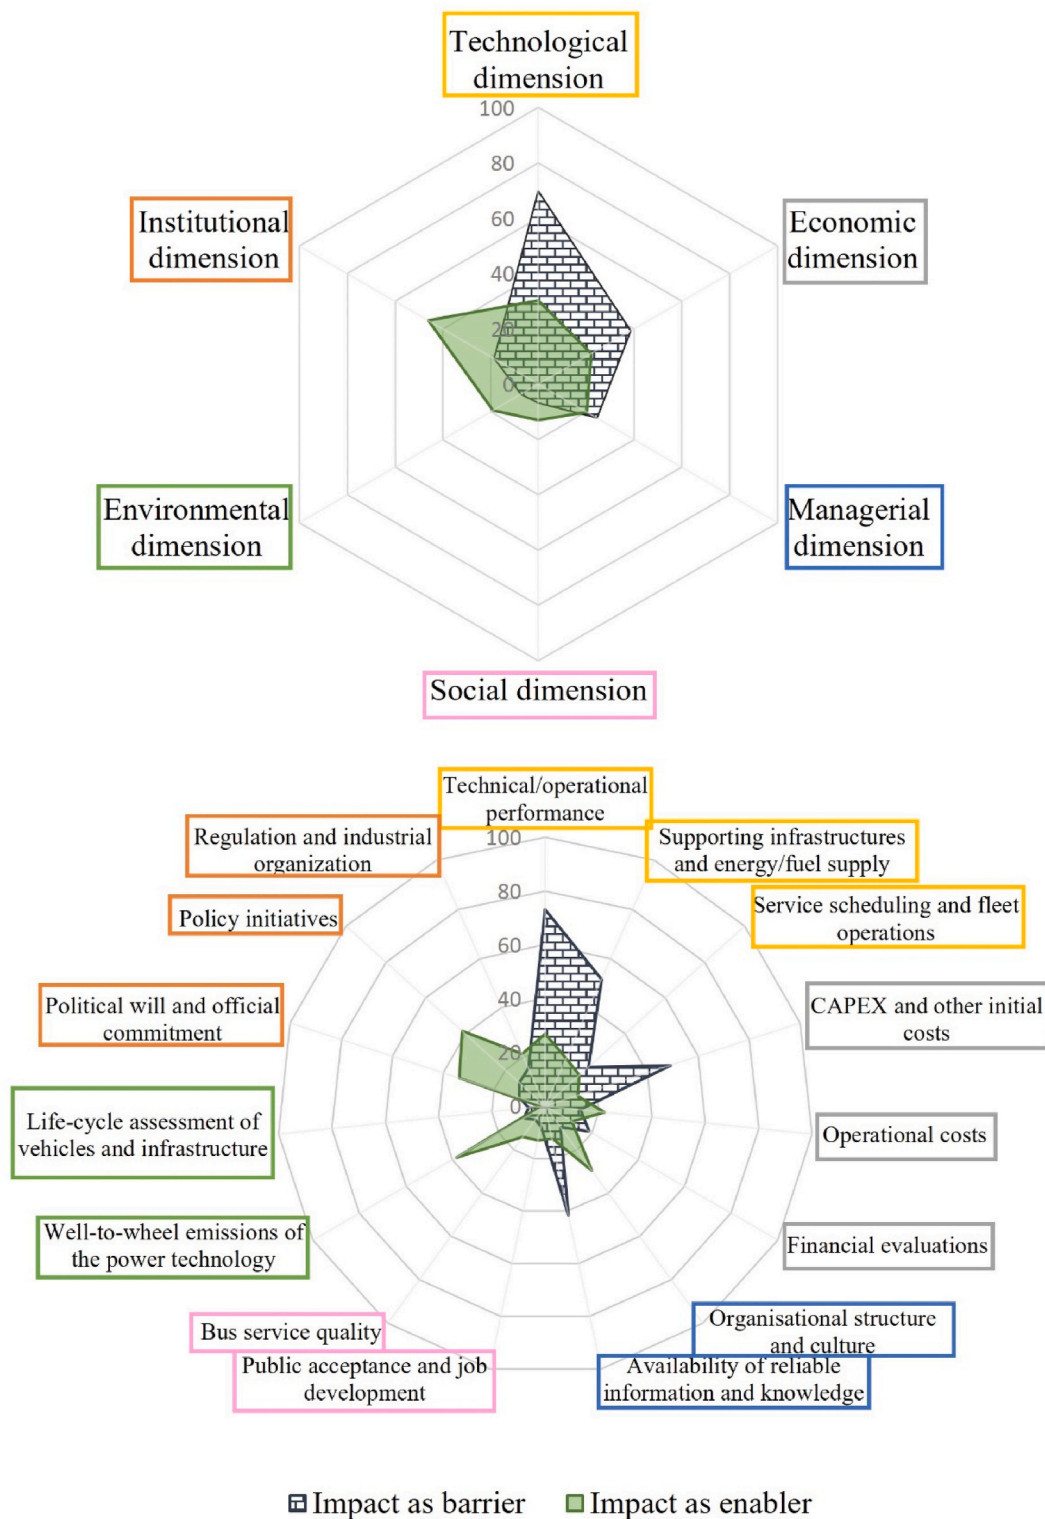 Technological
dimension
100
80
60
40
20
0
Institutional
dimension
Economic
dimension
Environmental
dimension
Managerial
dimension
Social dimension
Technical/operational
performance
100
80
60
40
20
0
Regulation and industrial
organization
Supporting infrastructures
and energy/fuel supply
Policy initiatives
Service scheduling and fleet
operations
Political will and official
commitment
CAPEX and other initial
costs
Life-cycle assessment of
vehicles and infrastructure
Operational costs
Well-to-wheel emissions of
the power technology
Financial evaluations
Bus service quality
Organisational structure
and culture
Public acceptance and job
development
Availability of reliable
information and knowledge
Impact as barrier
Impact as enabler